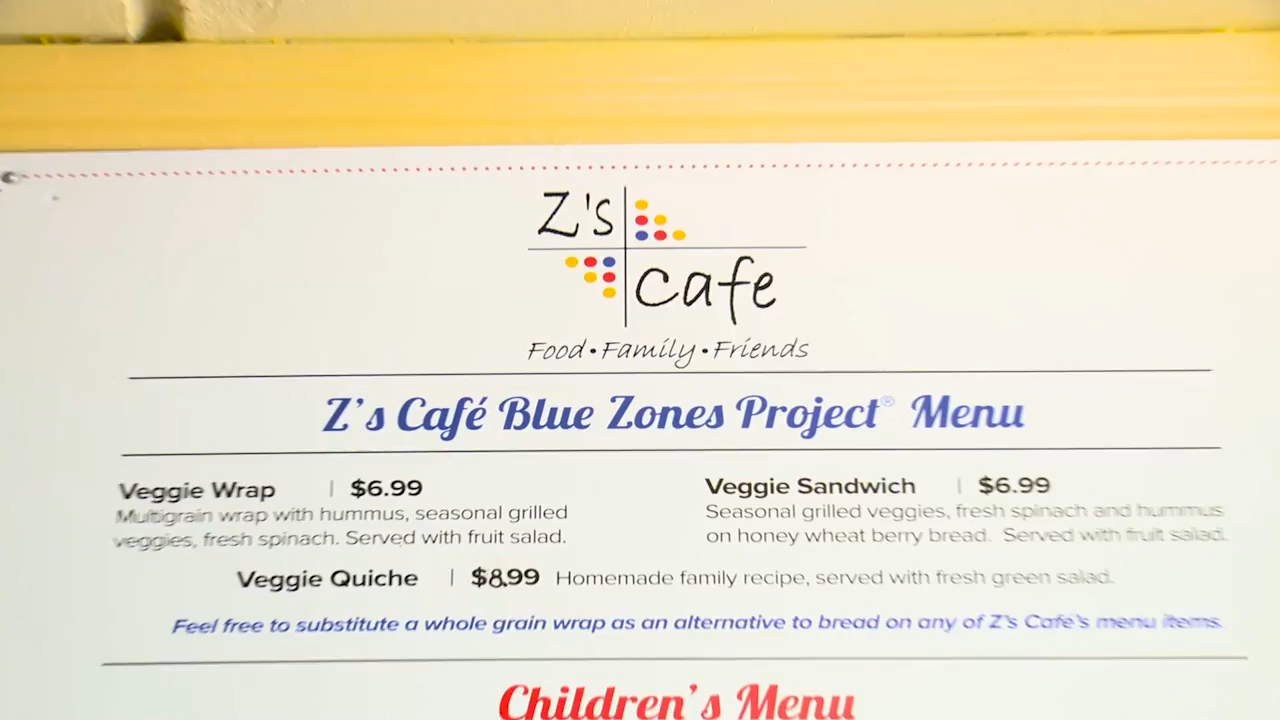 Z's
cafe
Food • Family • Friends
Z's Café Blue Zones Project® Menu
Veggie Wrap | $6.99
Multigrain wrap with hummus, seasonal grilled
veggies, fresh spinach. Served with fruit salad.
Veggie Sandwich | $6.99
Seasonal grilled veggies, fresh spinach and hummus
on honey wheat berry bread. Served with fruit salad.
Veggie Quiche | $8.99 Homemade family recipe, served with fresh green salad.
Feel free to substitute a whole grain wrap as an alternative to bread on any of Z's Café's menu items.
Children's Menu